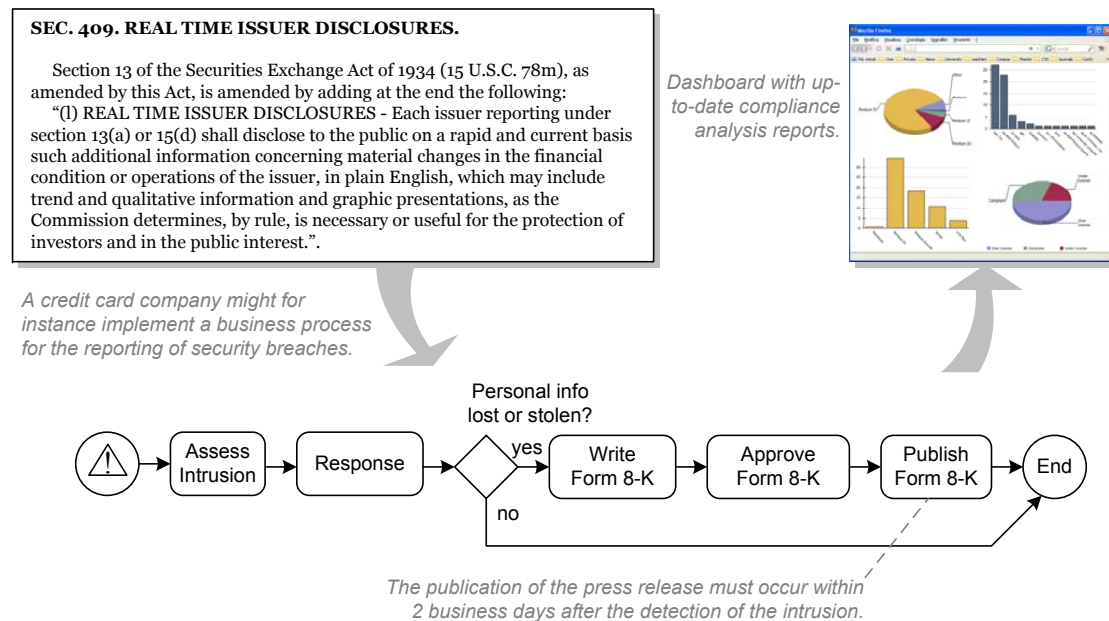 SEC. 409. REAL TIME ISSUER DISCLOSURES.
Section 13 of the Securities Exchange Act of 1934 (15 U.S.C. 78m), as
amended by this Act, is amended by adding at the end the following:
“(l) REAL TIME ISSUER DISCLOSURES - Each issuer reporting under
section 13(a) or 15(d) shall disclose to the public on a rapid and current basis
such additional information concerning material changes in the financial
condition or operations of the issuer, in plain English, which may include
trend and qualitative information and graphic presentations, as the
Commission determines, by rule, is necessary or useful for the protection of
investors and in the public interest.”.
Dashboard with up-
to-date compliance
analysis reports.
Mozilla Firefox
A credit card company might for
instance implement a business process
for the reporting of security breaches.
Personal info
lost or stolen?
Assess
Intrusion
Response
yes
no
Write
Form 8-K
Approve
Form 8-K
Publish
Form 8-K
End
The publication of the press release must occur within
2 business days after the detection of the intrusion.